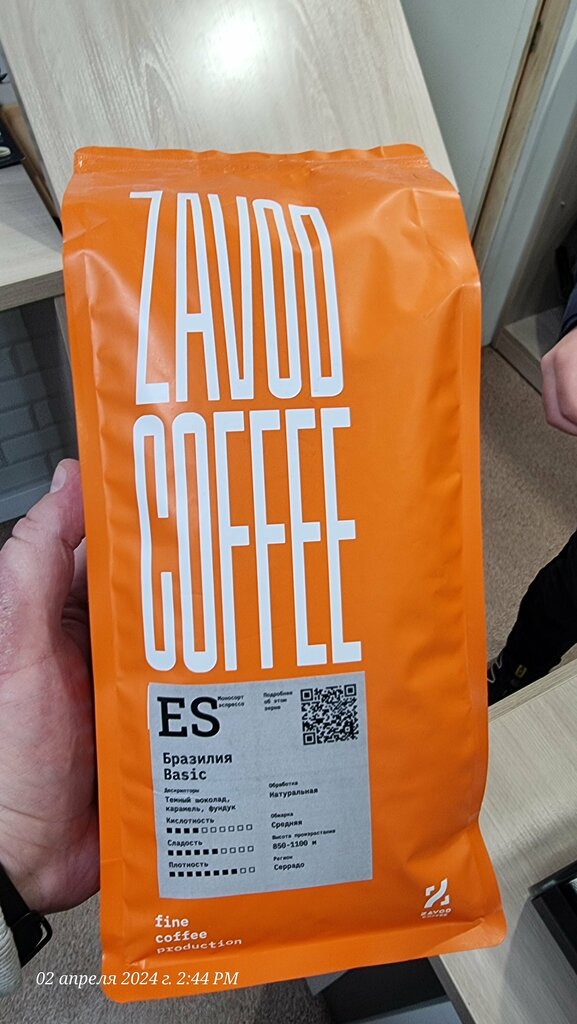 ZAVOD
COFFEE
ES
Моносорт
эспрессо
Подробнее
об этом
зерне
Бразилия
Basic
Дескрипторы
Темный шоколад,
карамель, фундук
Кислотность
Сладость
Плотность
Обработка
Натуральная
Обжарка
Средняя
Высота произрастания
850-1100 м
Регион
Серрадо
fine
coffee
production
ZAVOD
COFFEE
02 апреля 2024 г. 2:44 PM